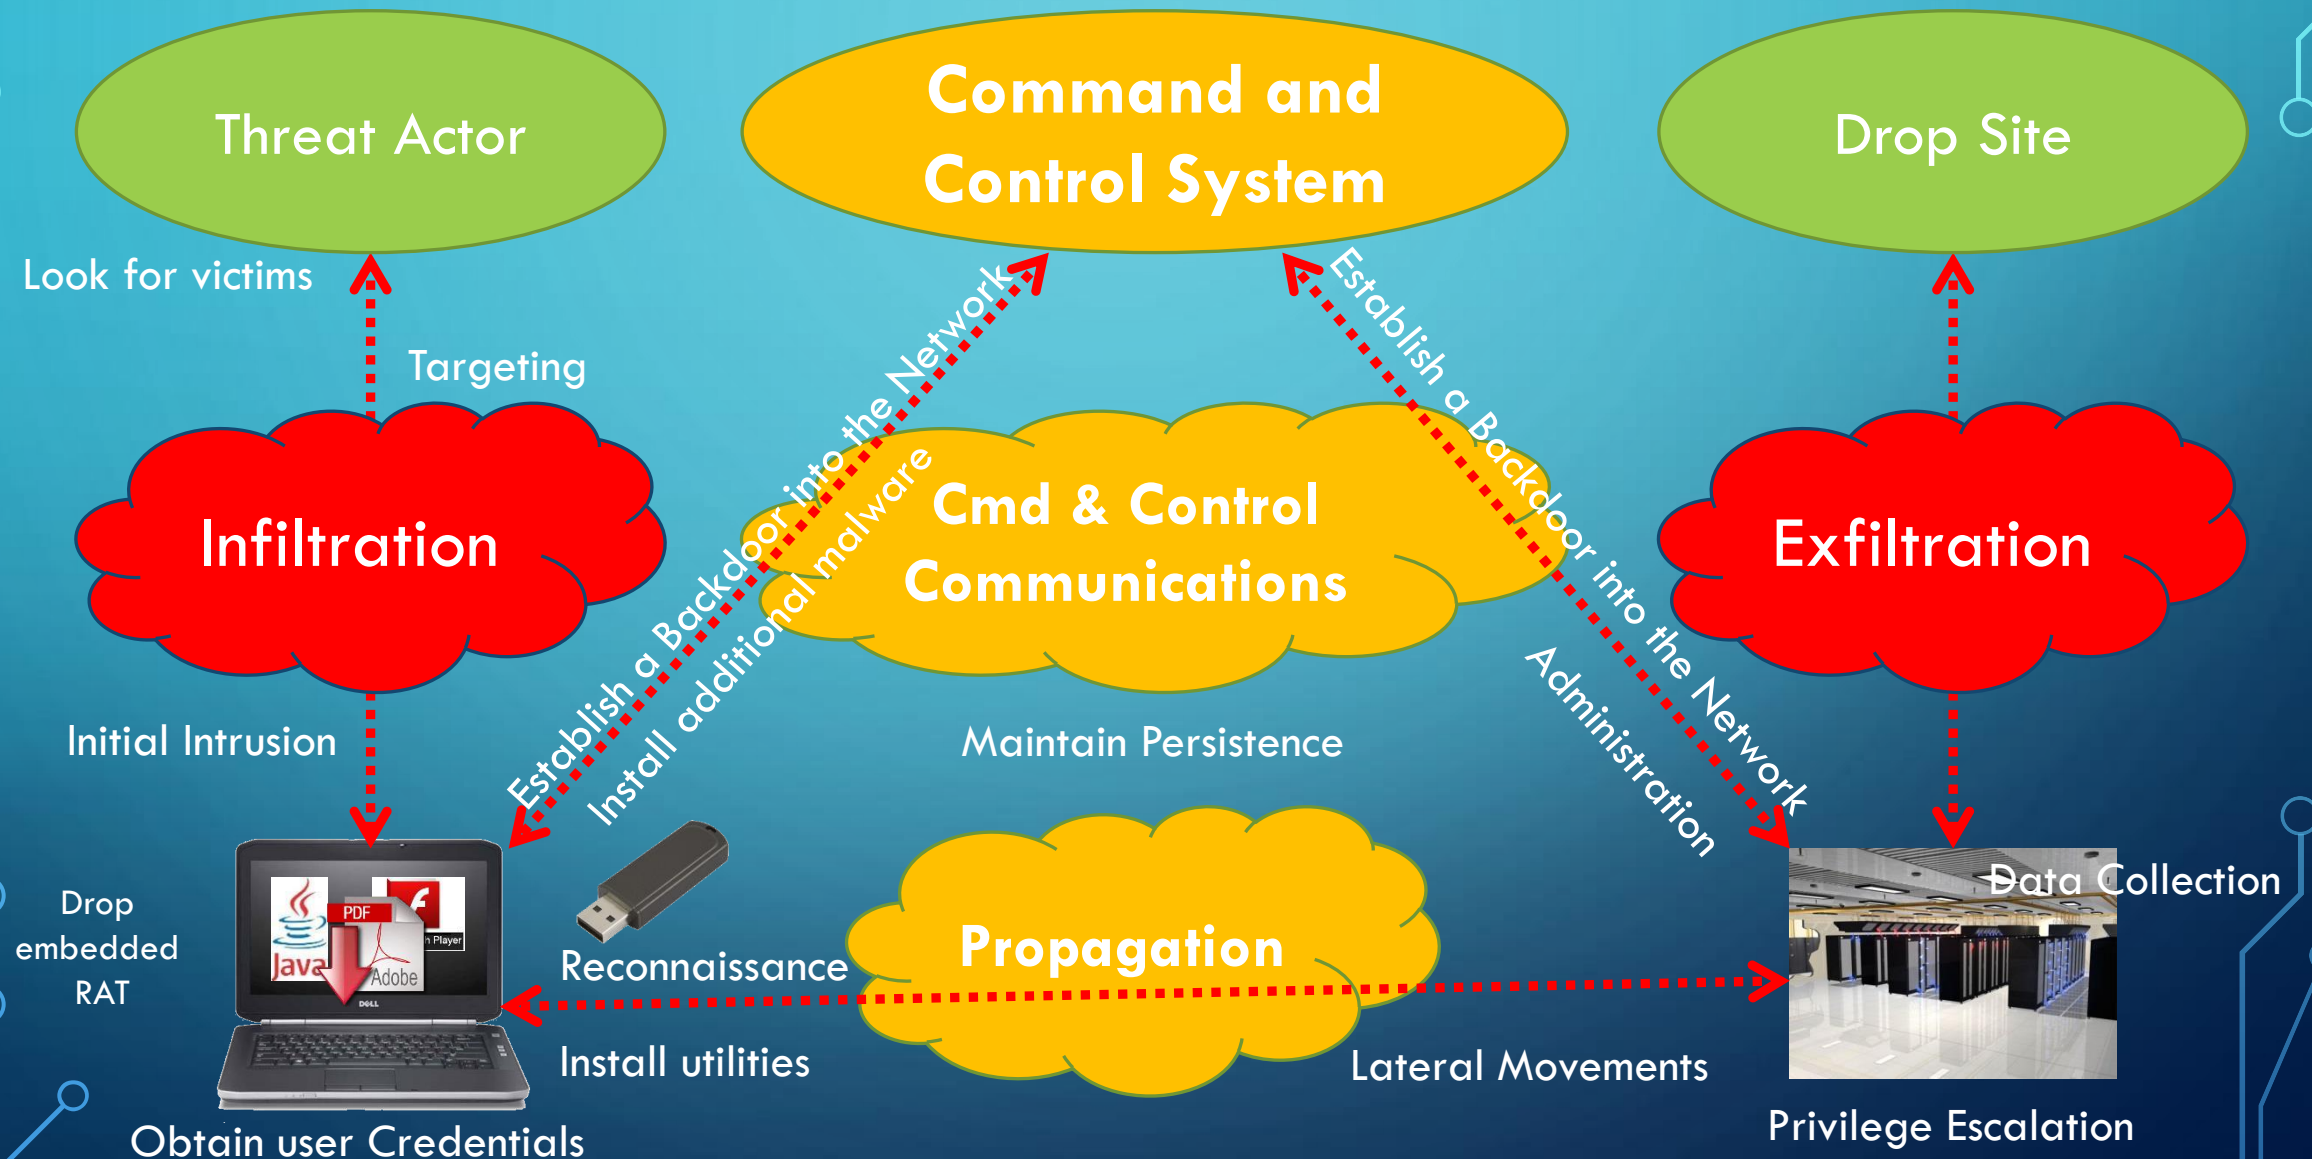 Threat Actor
Command and
Control System
Drop Site
Look for victims
Targeting
Establish a Backdoor into the Network
Install additional malware
Establish a Backdoor into the Network
Administration
Infiltration
Cmd & Control
Communications
Exfiltration
Initial Intrusion
Maintain Persistence
Drop
embedded
RAT
Java
PDF
Adobe
h Player
DELL
Reconnaissance
Install utilities
Propagation
Lateral Movements
Data Collection
Obtain user Credentials
Privilege Escalation